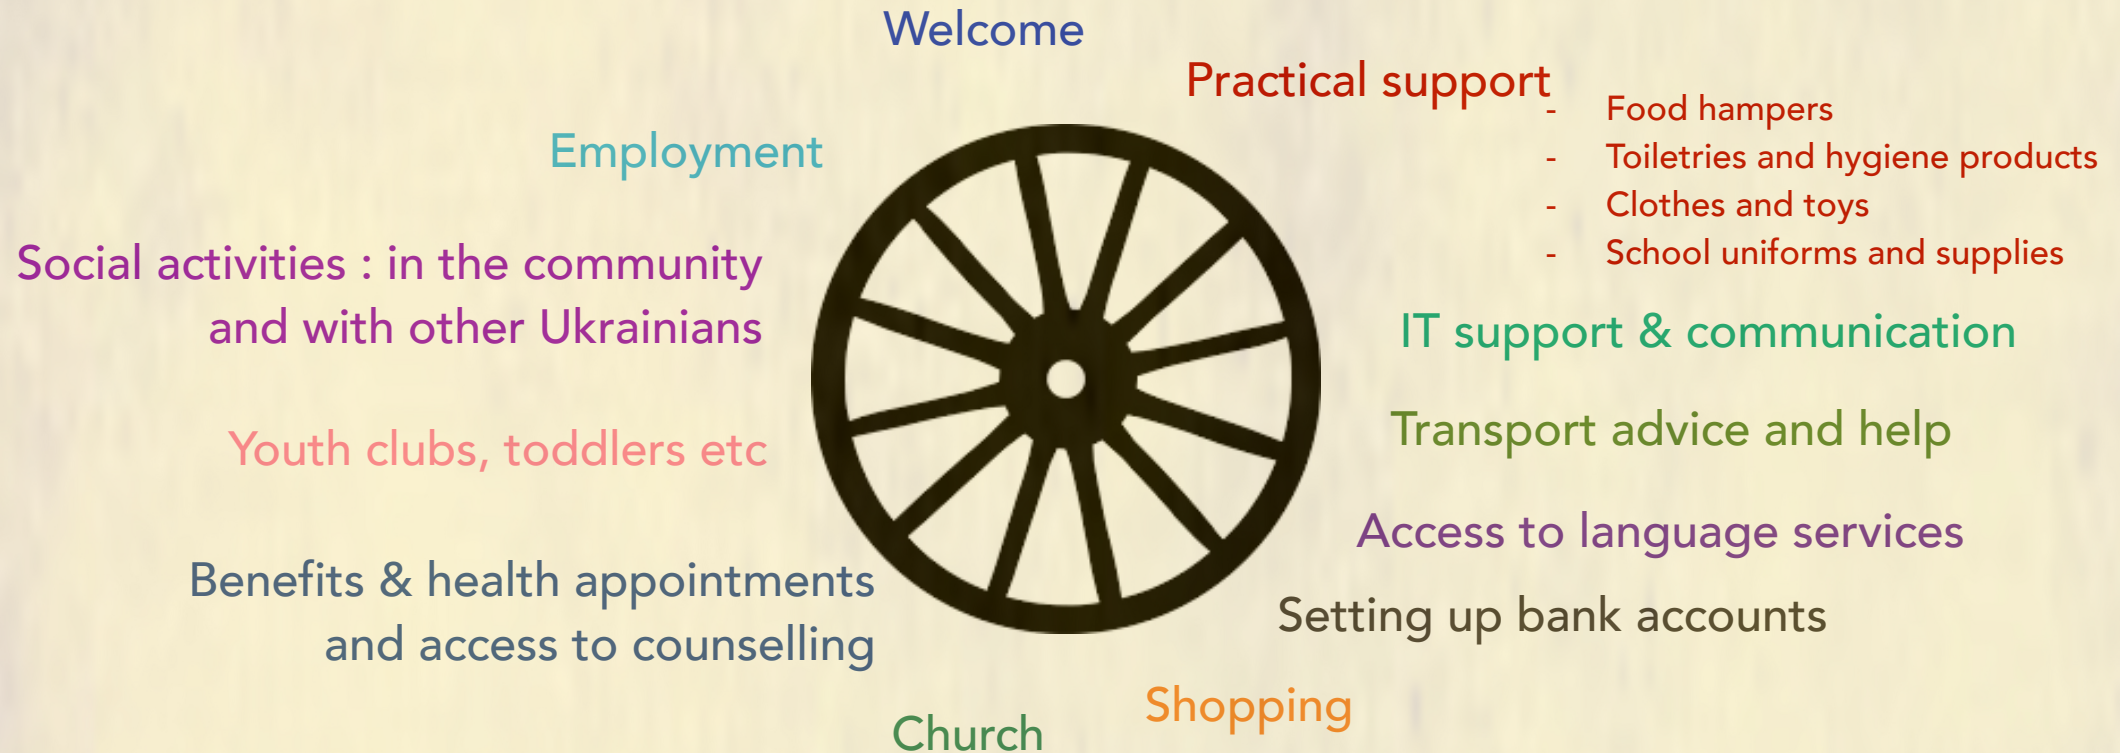 Welcome
Practical support
- Food hampers
- Toiletries and hygiene products
- Clothes and toys
- School uniforms and supplies
IT support & communication
Transport advice and help
Access to language services
Setting up bank accounts
Shopping
Church
Benefits & health appointments
and access to counselling
Youth clubs, toddlers etc
Social activities : in the community
and with other Ukrainians
Employment